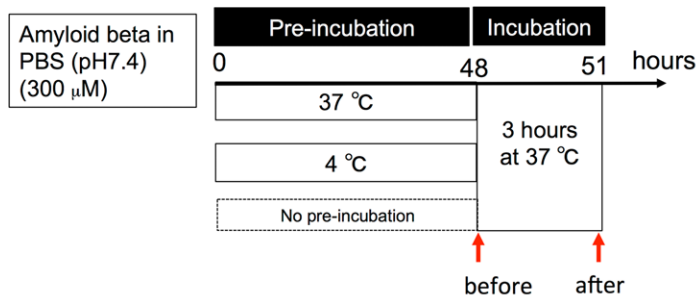 Amyloid beta in
PBS (pH7.4)
(300 μM)
Pre-incubation
Incubation
0
48
51
hours
37 ℃
4 ℃
No pre-incubation
3 hours
at 37 ℃
before
after